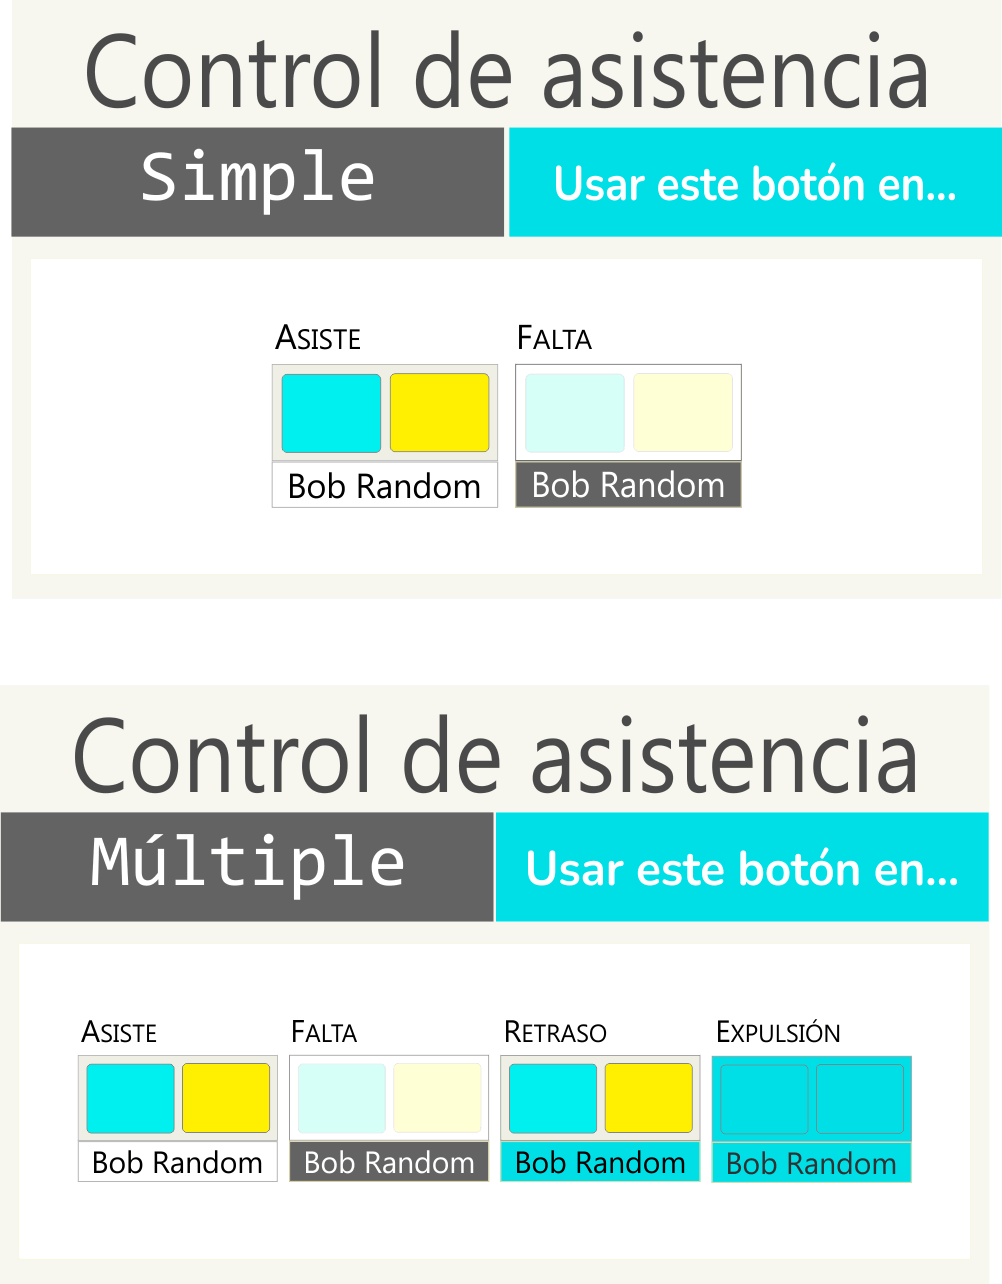 Control de asistencia
Simple
Usar este botón en...
Asiste
Falta
Bob Random
Bob Random
Control de asistencia
Múltiple
Usar este botón en...
Asiste
Falta
Retraso
Expulsión
Bob Random
Bob Random
Bob Random
Bob Random